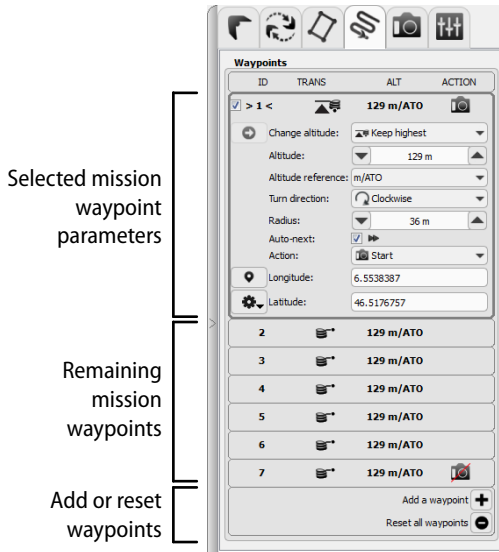 Waypoints
ID TRANS ALT ACTION
> 1 < 129 m/ATO
Change altitude: Keep highest
Altitude: 129 m
Altitude reference: m/ATO
Turn direction: Clockwise
Radius: 36 m
Auto-next:
Action: Start
Longitude: 6.5538387
Latitude: 46.5176757
2 129 m/ATO
3 129 m/ATO
4 129 m/ATO
5 129 m/ATO
6 129 m/ATO
7 129 m/ATO
Add a waypoint
Reset all waypoints
Selected mission
waypoint
parameters
Remaining
mission
waypoints
Add or reset
waypoints